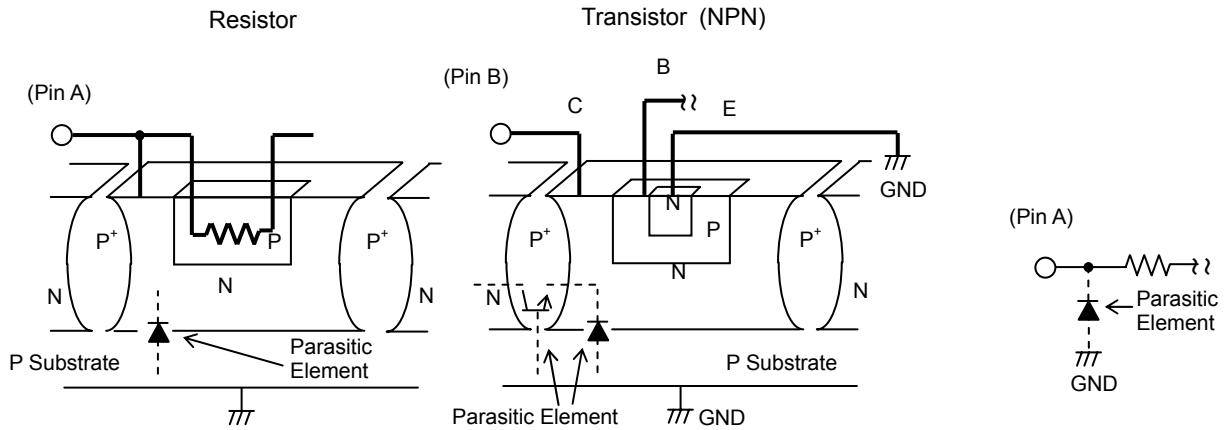 Resistor
(Pin A)
P⁺
P
P⁺
N
N
N
P Substrate
Parasitic
Element
Transistor (NPN)
(Pin B)
C
B
E
GND
N
P⁺
P
P⁺
N
N
N
P Substrate
Parasitic Element
GND
(Pin A)
Parasitic
Element
GND